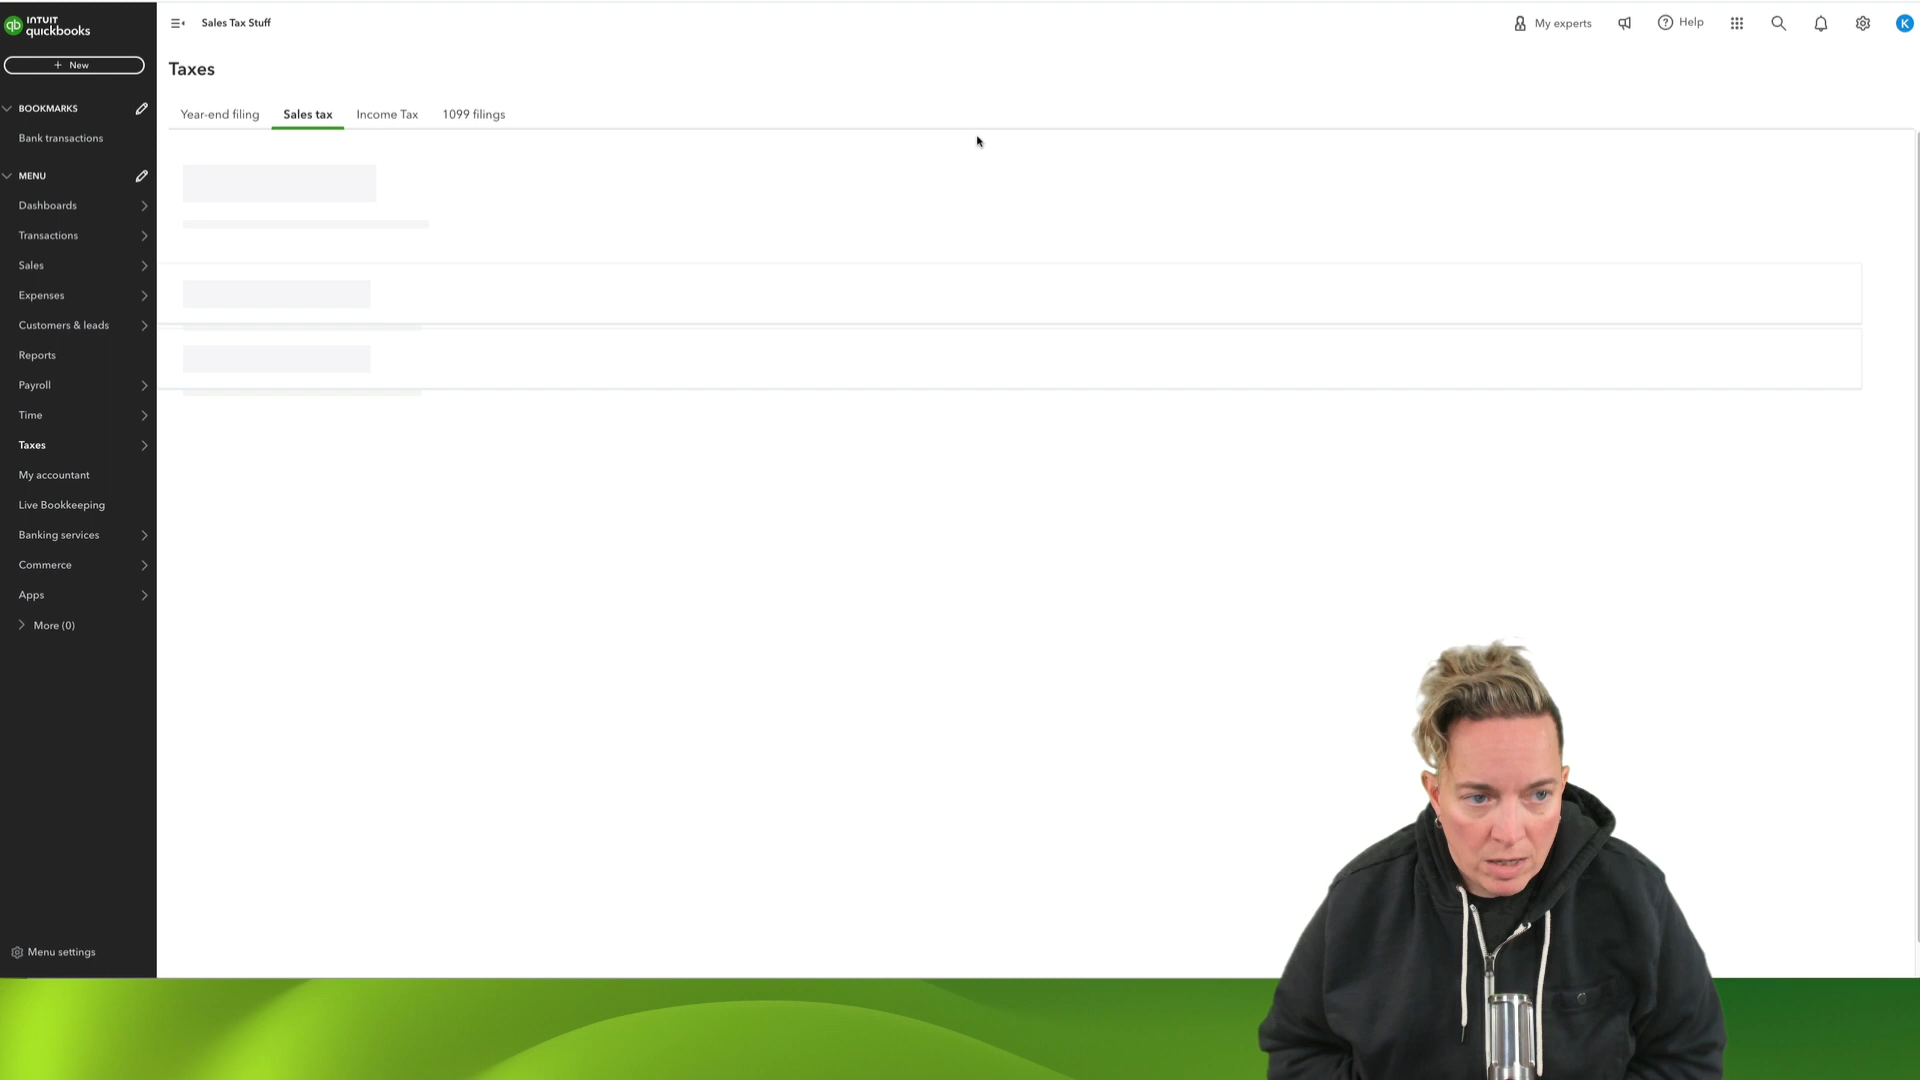 INTUIT
quickbooks
Sales Tax Stuff
My experts
Help
K
+ New
Taxes
BOOKMARKS
Year-end filing
Sales tax
Income Tax
1099 filings
Bank transactions
MENU
Dashboards
Transactions
Sales
Expenses
Customers & leads
Reports
Payroll
Time
Taxes
My accountant
Live Bookkeeping
Banking services
Commerce
Apps
More (0)
Menu settings